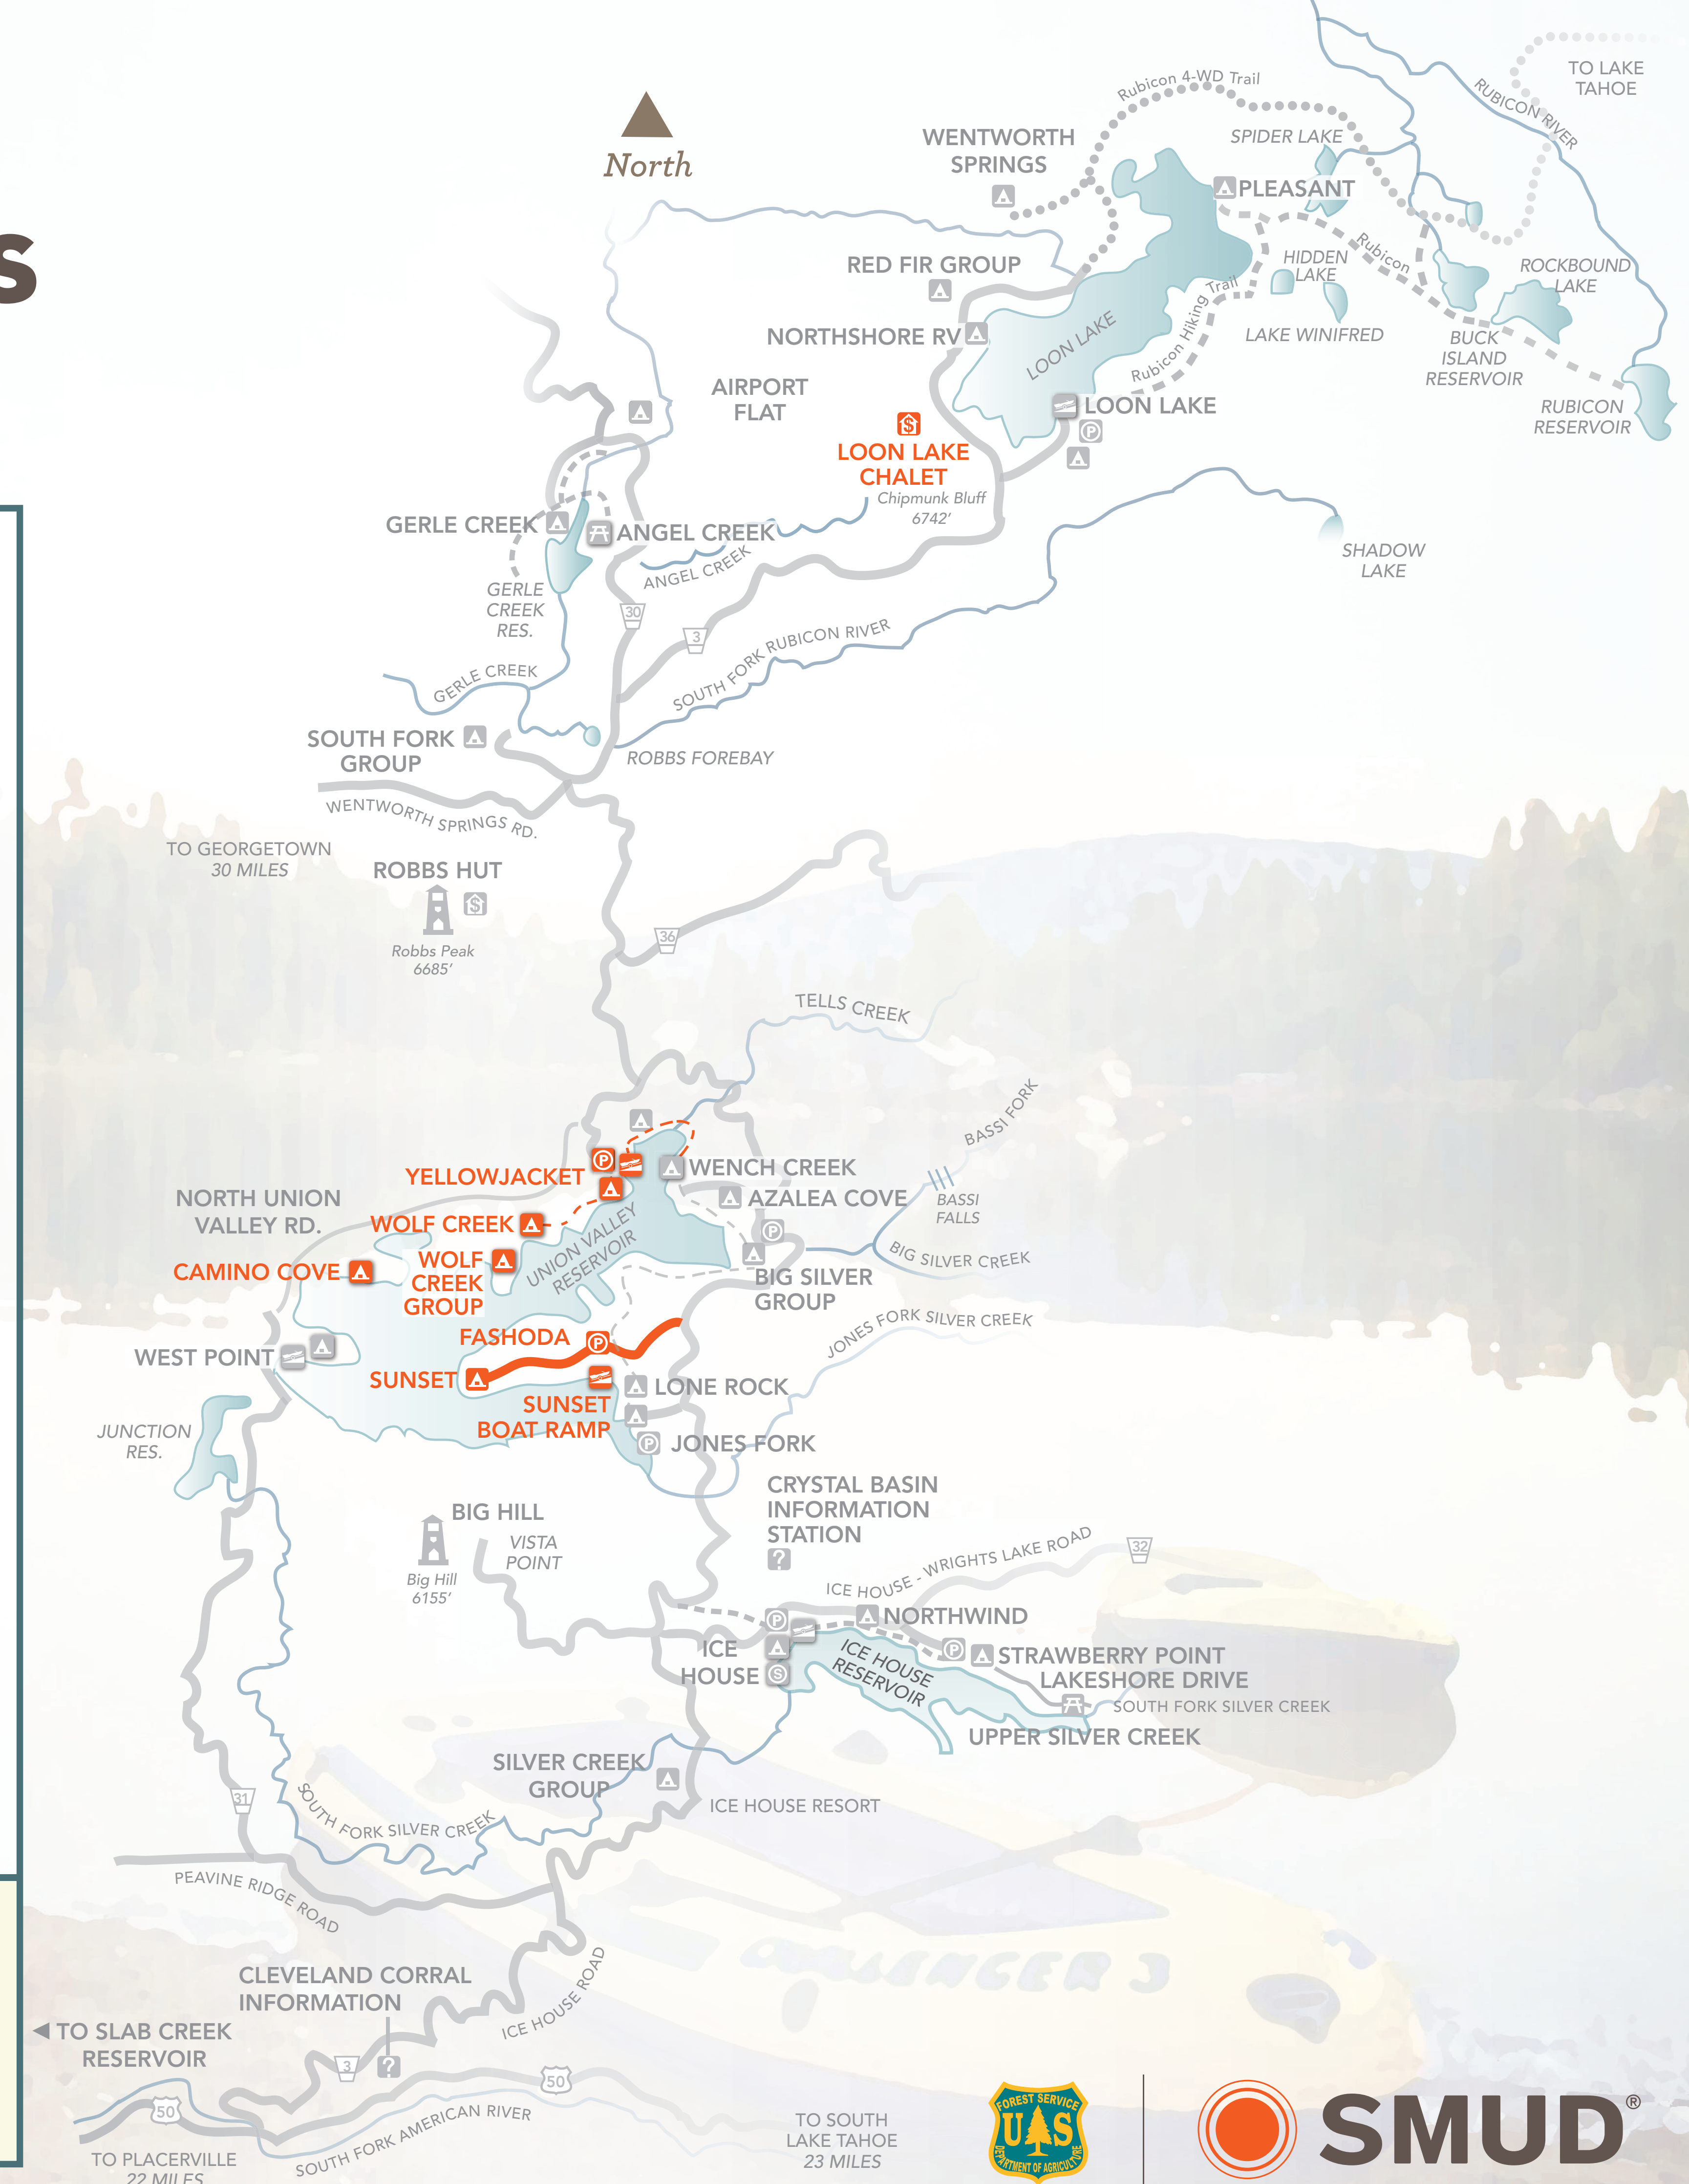 S
North
TO LAKE
TAHOE
RUBICON RIVER
Rubicon 4-WD Trail
WENTWORTH
SPRINGS
SPIDER LAKE
PLEASANT
RED FIR GROUP
HIDDEN
LAKE
Rubicon
ROCKBOUND
LAKE
NORTHSHORE RV
LOON LAKE
Rubicon Hiking Trail
LAKE WINIFRED
BUCK
ISLAND
RESERVOIR
AIRPORT
FLAT
LOON LAKE
RUBICON
RESERVOIR
P
$
LOON LAKE
CHALET
Chipmunk Bluff
6742'
GERLE CREEK
ANGEL CREEK
ANGEL CREEK
SHADOW
LAKE
GERLE
CREEK
RES.
30
3
SOUTH FORK RUBICON RIVER
GERLE CREEK
SOUTH FORK
GROUP
ROBBS FOREBAY
WENTWORTH SPRINGS RD.
TO GEORGETOWN
30 MILES
ROBBS HUT
$
Robbs Peak
6685'
36
TELLS CREEK
BASSI FORK
P
YELLOWJACKET
WENCH CREEK
NORTH UNION
VALLEY RD.
AZALEA COVE
BASSI
FALLS
WOLF CREEK
UNION VALLEY
RESERVOIR
P
WOLF
CREEK
GROUP
CAMINO COVE
BIG SILVER CREEK
BIG SILVER
GROUP
JONES FORK SILVER CREEK
FASHODA
P
WEST POINT
SUNSET
LONE ROCK
SUNSET
BOAT RAMP
JUNCTION
RES.
P
JONES FORK
CRYSTAL BASIN
INFORMATION
STATION
?
BIG HILL
VISTA
POINT
Big Hill
6155'
ICE HOUSE - WRIGHTS LAKE ROAD
32
P
NORTHWIND
ICE
HOUSE
S
ICE HOUSE
RESERVOIR
P
STRAWBERRY POINT
LAKESHORE DRIVE
SOUTH FORK SILVER CREEK
UPPER SILVER CREEK
SILVER CREEK
GROUP
ICE HOUSE RESORT
31
SOUTH FORK SILVER CREEK
PEAVINE RIDGE ROAD
CLEVELAND CORRAL
INFORMATION
ICE HOUSE ROAD
TO SLAB CREEK
RESERVOIR
3
?
50
50
SOUTH FORK AMERICAN RIVER
TO PLACERVILLE
22 MILES
TO SOUTH
LAKE TAHOE
23 MILES
FOREST SERVICE
U S
DEPARTMENT OF AGRICULTURE
SMUD®